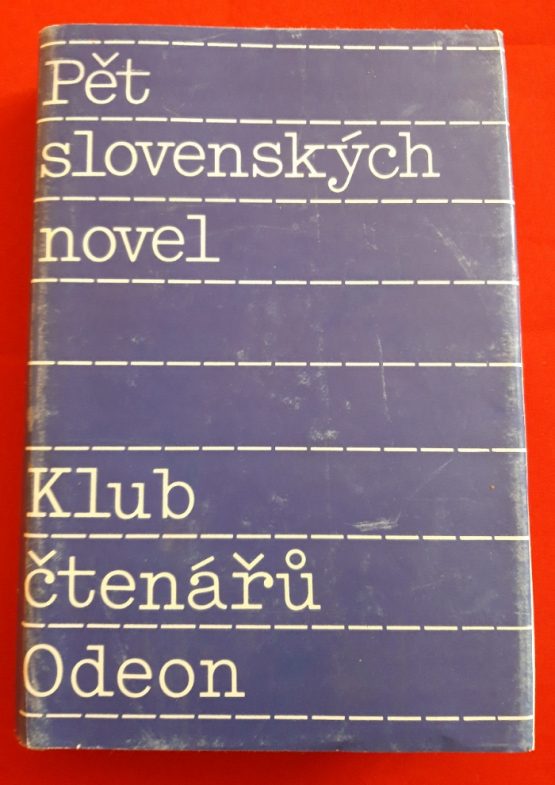 Pět
slovenských
novel
Klub
čtenářů
Odeon